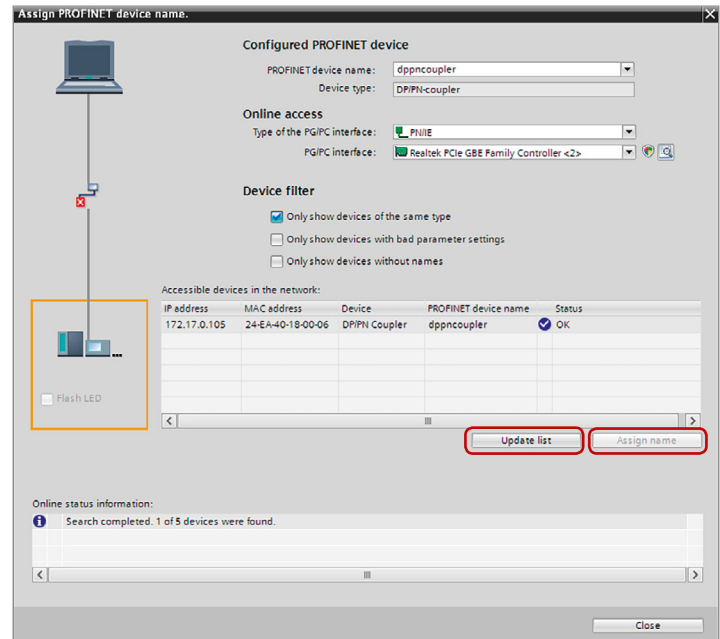 Assign PROFINET device name.
Configured PROFINET device
PROFINET device name: dppncoupler
Device type: DP/PN-coupler
Online access
Type of the PG/PC interface: PN/IE
PG/PC interface: Realtek PCIe GBE Family Controller <2>
Device filter
Only show devices of the same type
Only show devices with bad parameter settings
Only show devices without names
Accessible devices in the network:
IP address MAC address Device PROFINET device name Status
172.17.0.105 24-EA-40-18-00-06 DP/PN Coupler dppncoupler OK
...
Flash LED
Update list Assign name
Online status information:
Search completed. 1 of 5 devices were found.
Close